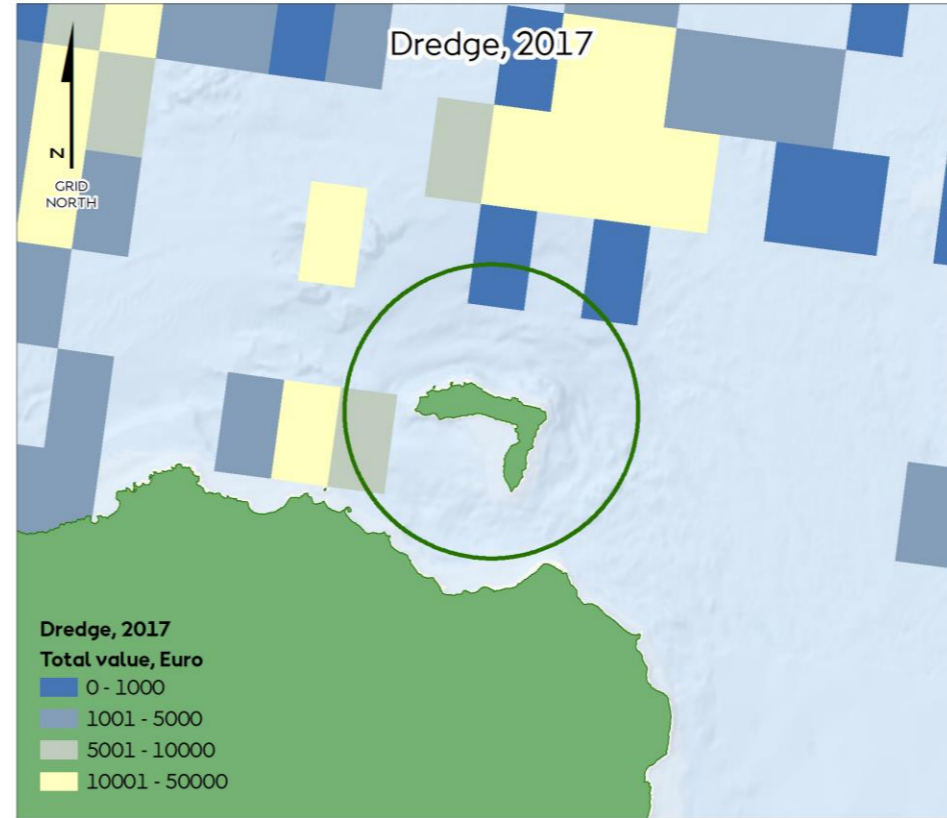 Dredge, 2017
N
GRID
NORTH
Dredge, 2017
Total value, Euro
0 - 1000
1001 - 5000
5001 - 10000
10001 - 50000